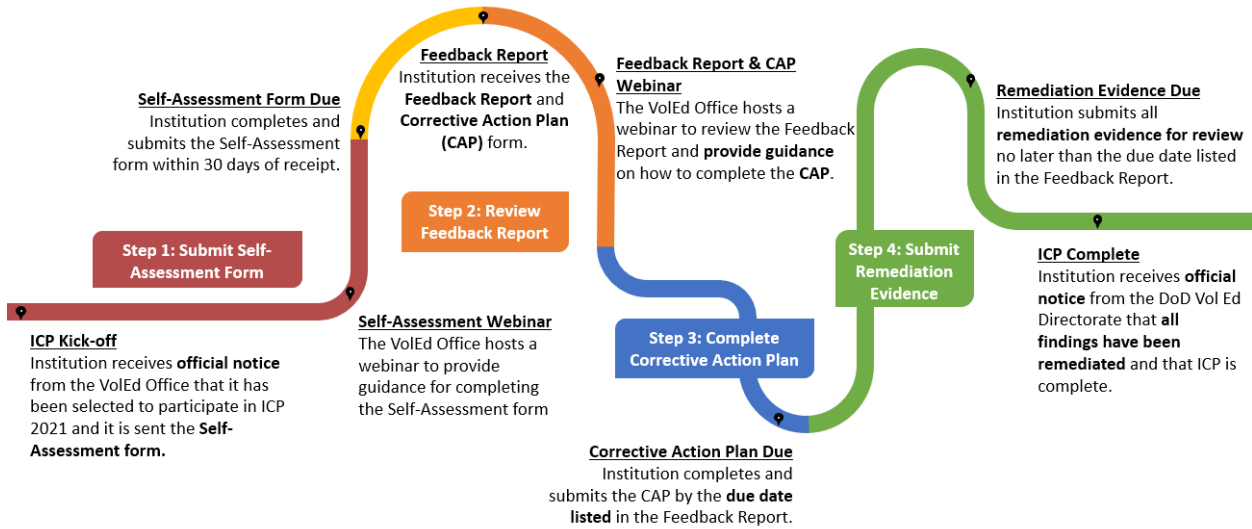 Self-Assessment Form Due
Institution completes and
submits the Self-Assessment
form within 30 days of receipt.
Feedback Report
Institution receives the
Feedback Report and
Corrective Action Plan
(CAP) form.
Feedback Report & CAP
Webinar
The VolEd Office hosts a
webinar to review the Feedback
Report and provide guidance
on how to complete the CAP.
Remediation Evidence Due
Institution submits all
remediation evidence for review
no later than the due date listed
in the Feedback Report.
Step 1: Submit Self-
Assessment Form
Step 2: Review
Feedback Report
Step 3: Complete
Corrective Action Plan
Step 4: Submit
Remediation
Evidence
ICP Kick-off
Institution receives official notice
from the VolEd Office that it has
been selected to participate in ICP
2021 and it is sent the Self-
Assessment form.
Self-Assessment Webinar
The VolEd Office hosts a
webinar to provide
guidance for completing
the Self-Assessment form
Corrective Action Plan Due
Institution completes and
submits the CAP by the due date
listed in the Feedback Report.
ICP Complete
Institution receives official
notice from the DoD Vol Ed
Directorate that all
findings have been
remediated and that ICP is
complete.